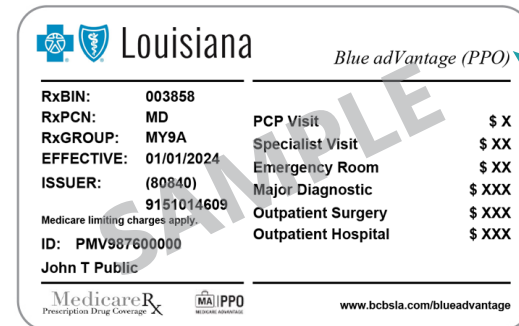 Louisiana
Blue adVantage (PPO)
RxBIN: 003858
RxPCN: MD
RxGROUP: MY9A
EFFECTIVE: 01/01/2024
ISSUER: (80840)
9151014609
Medicare limiting charges apply.
ID: PMV987600000
John T Public
PCP Visit $ X
Specialist Visit $ XX
Emergency Room $ XX
Major Diagnostic $ XXX
Outpatient Surgery $ XXX
Outpatient Hospital $ XXX
SAMPLE
MedicareRx
Prescription Drug Coverage
MA PPO
MEDICARE ADVANTAGE
www.bcbsla.com/blueadvantage